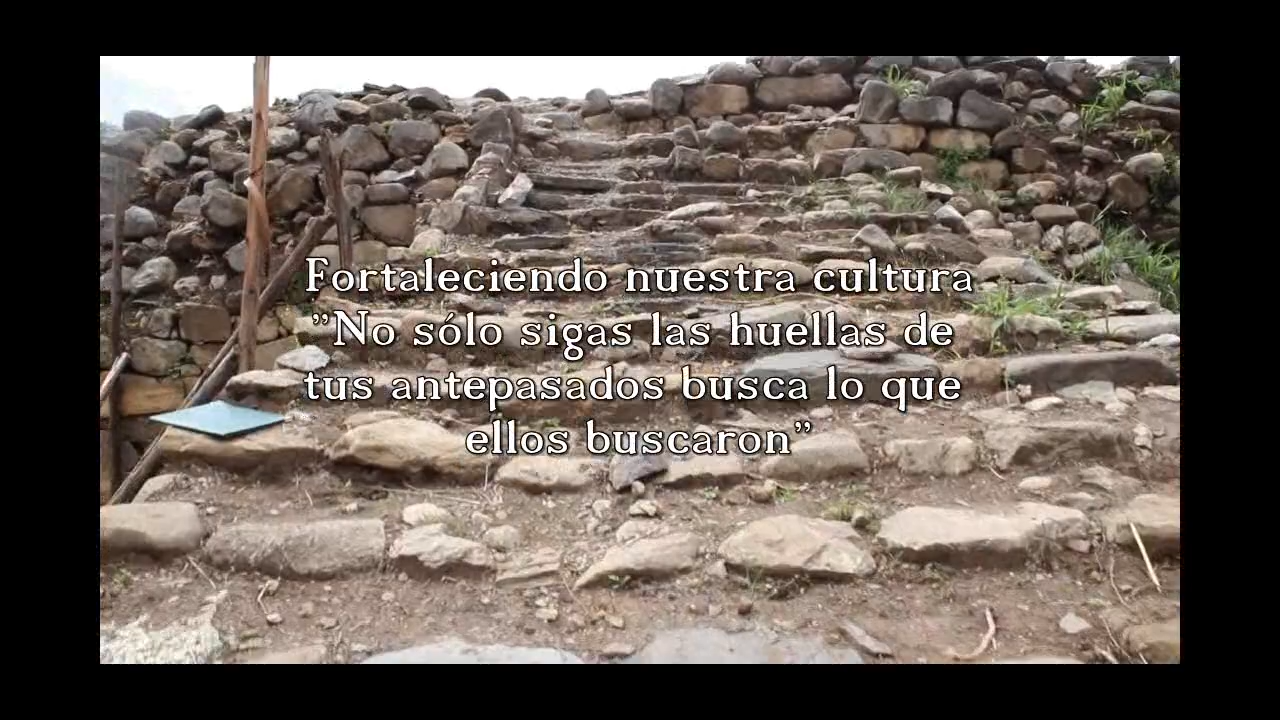 Fortaleciendo nuestra cultura
"No sólo sigas las huellas de
tus antepasados busca lo que
ellos buscaron"